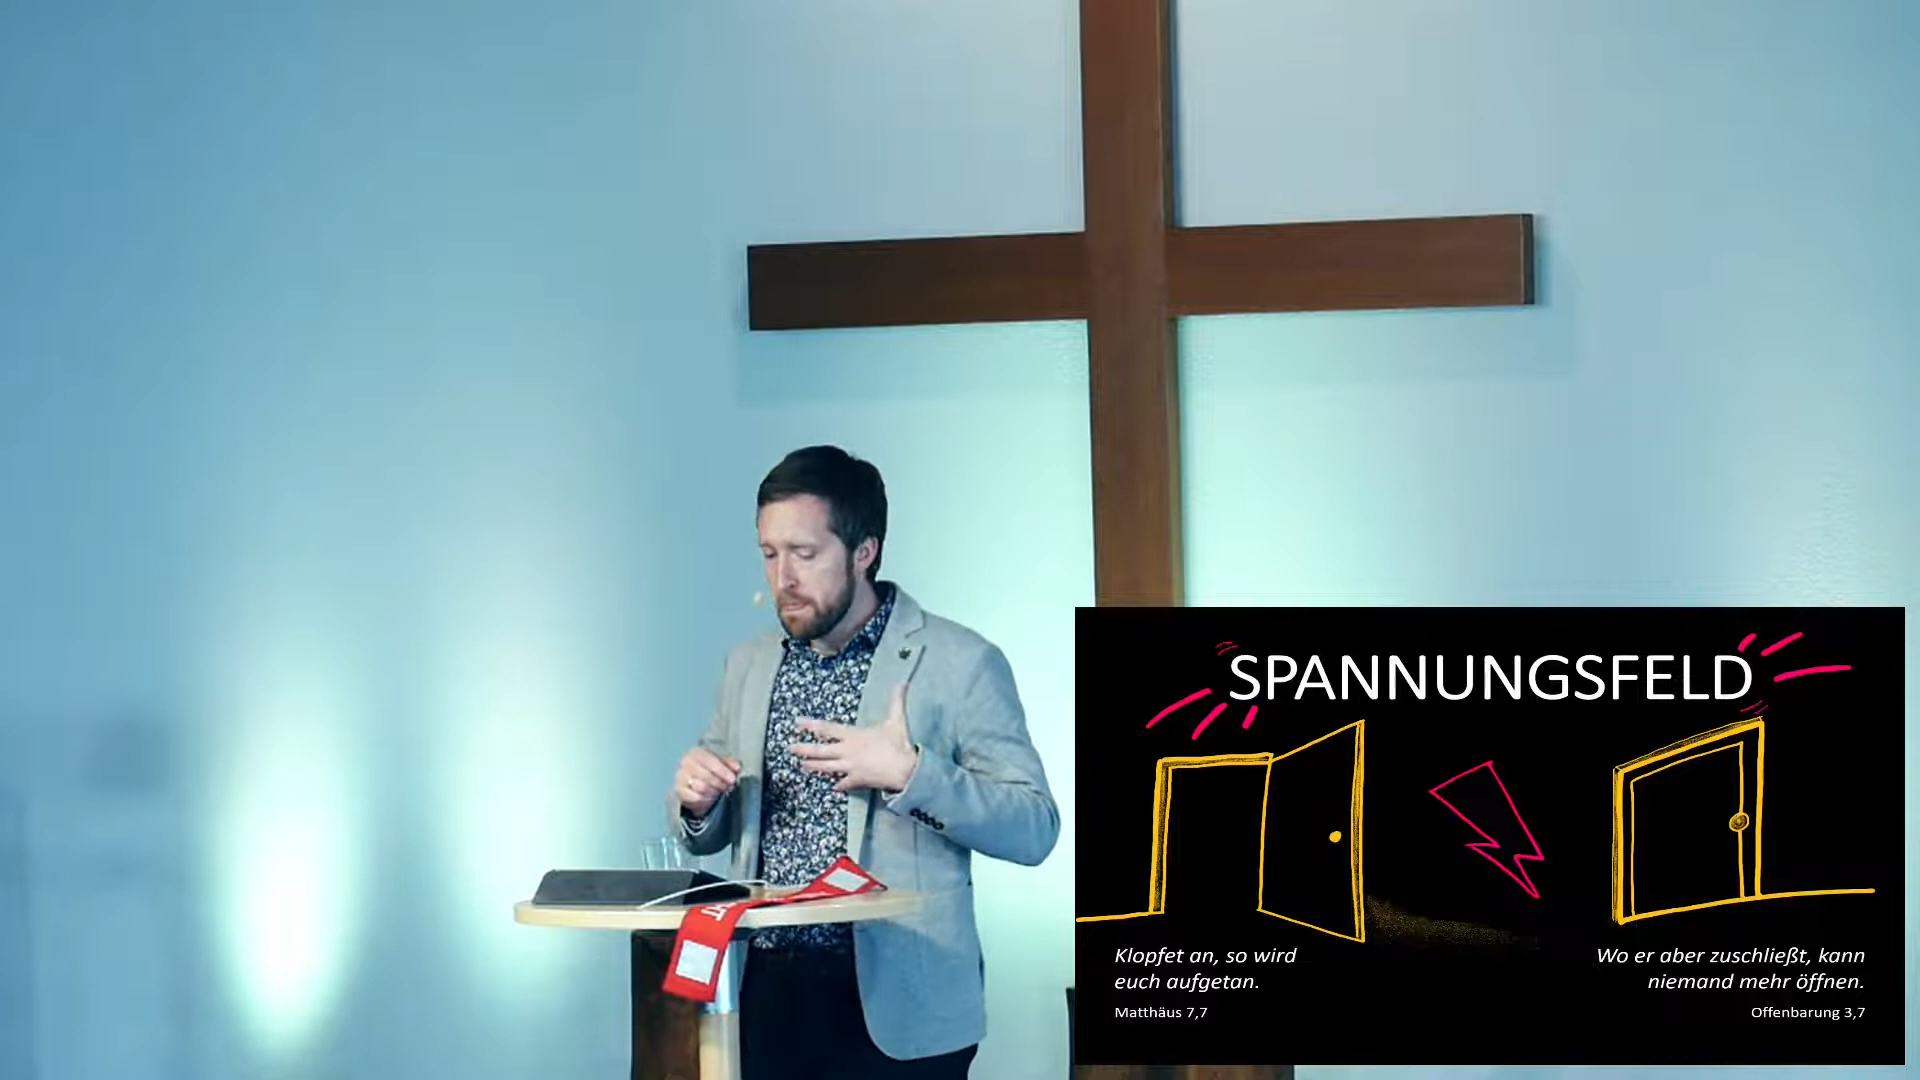 SPANNUNGSFELD
Klopfet an, so wird
euch aufgetan.
Matthäus 7,7
Wo er aber zuschließt, kann
niemand mehr öffnen.
Offenbarung 3,7